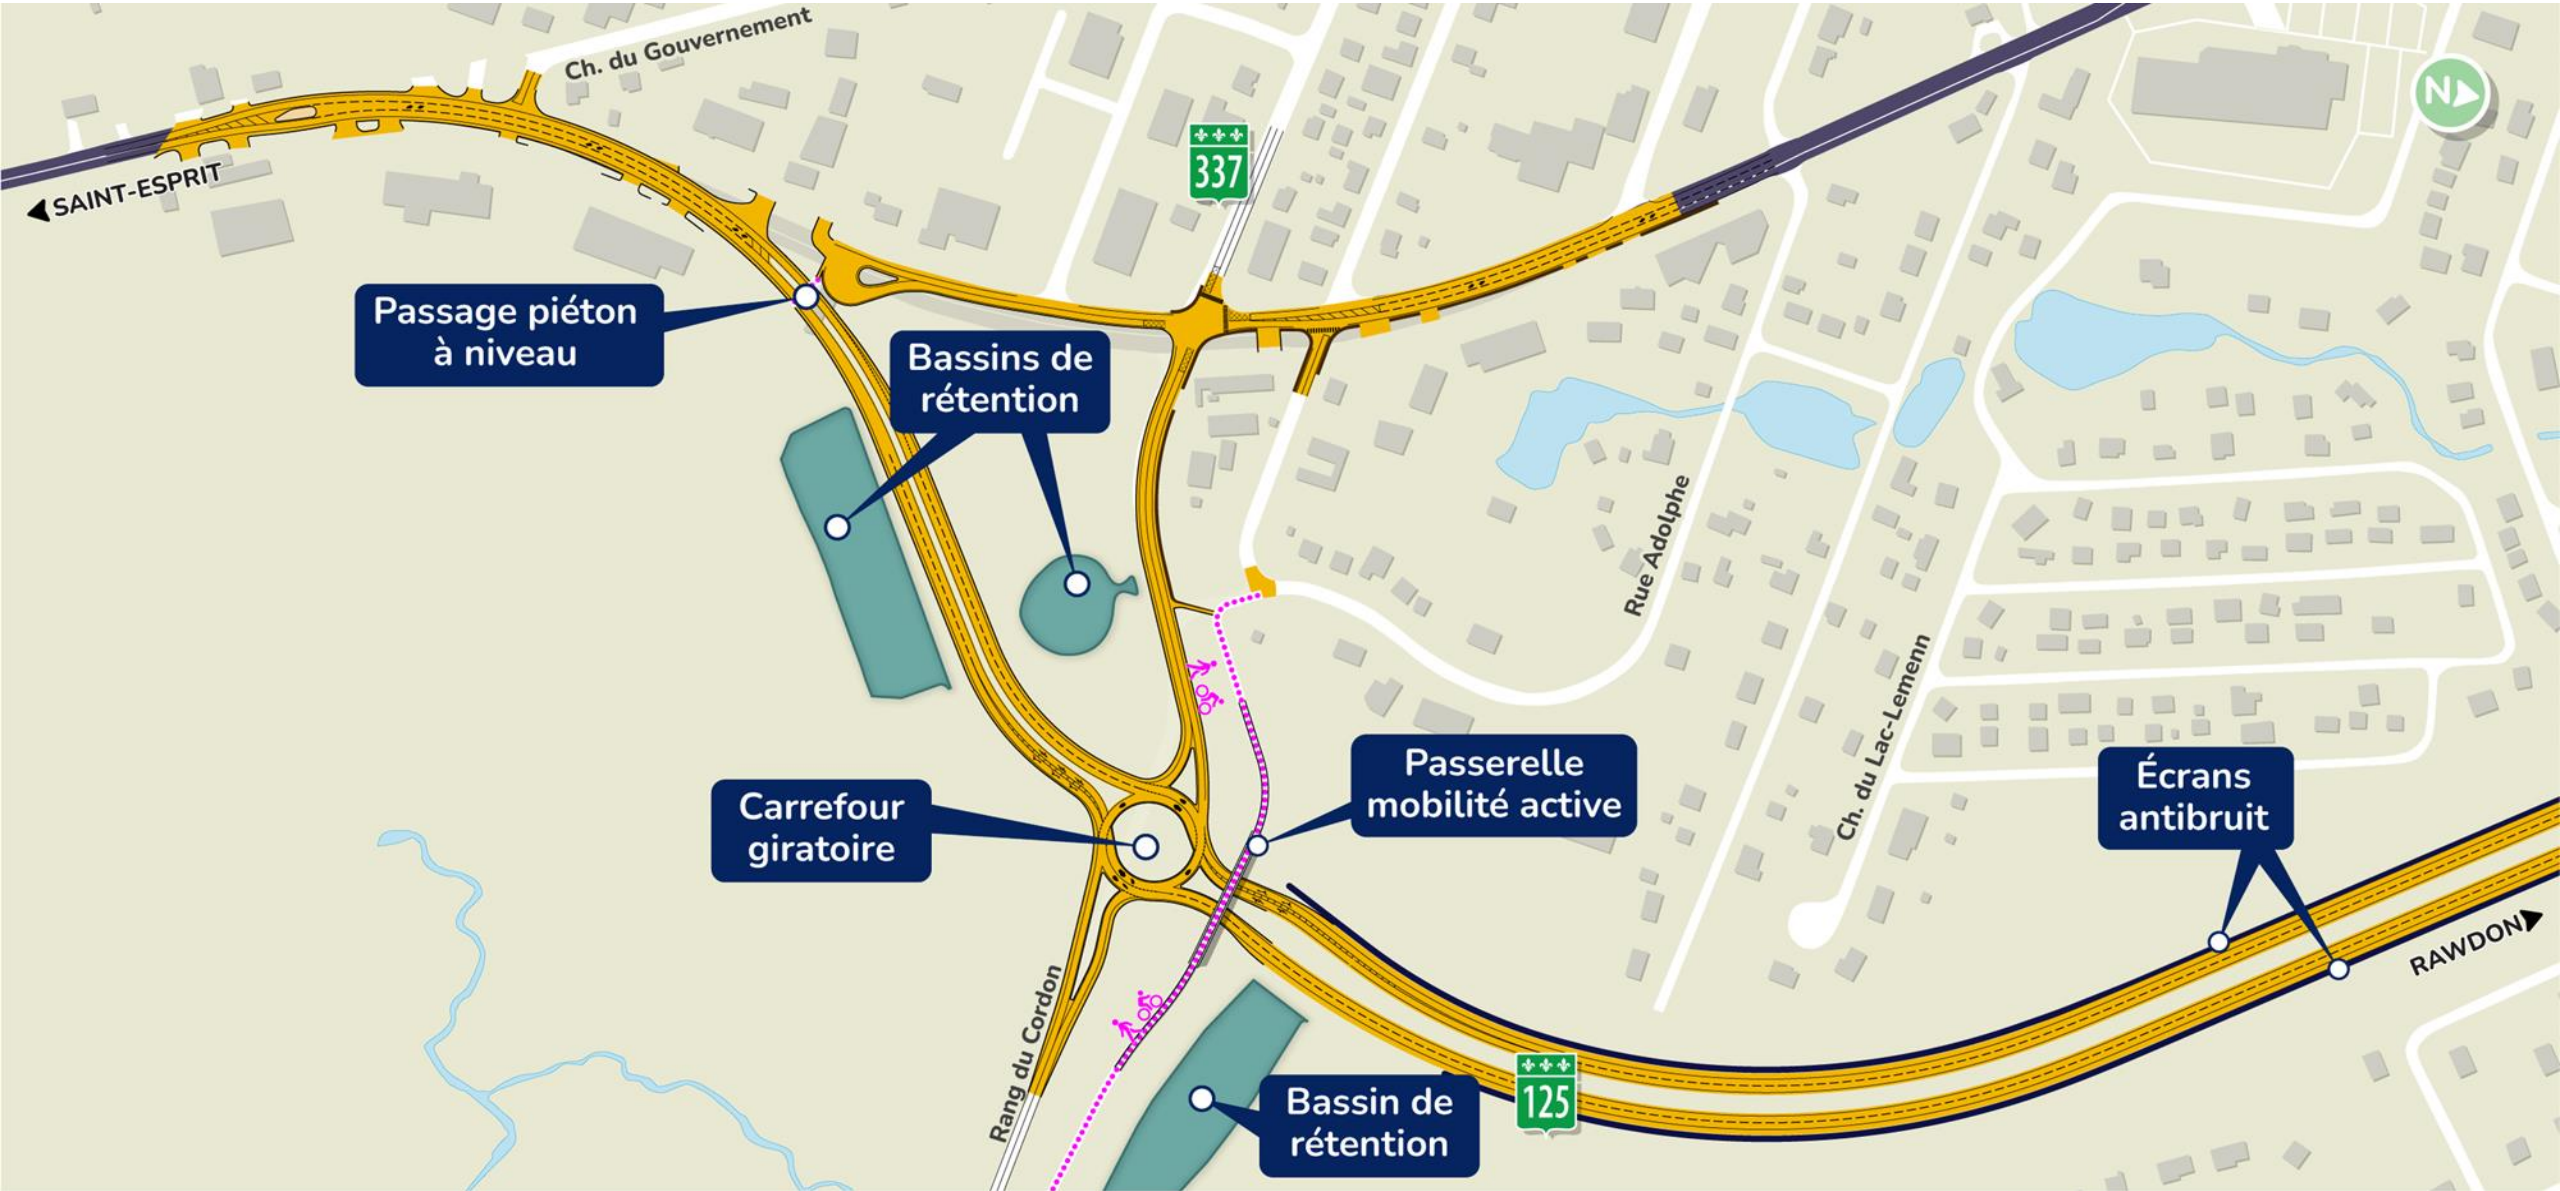 Ch. du Gouvernement
N
337
◀ SAINT-ESPRIT
Passage piéton
à niveau
Bassins de
rétention
Rue Adolphe
Ch. du Lac-Lemenn
Passerelle
mobilité active
Écrans
antibruit
Carrefour
giratoire
RAWDON ▶
Rang du Cordon
125
Bassin de
rétention